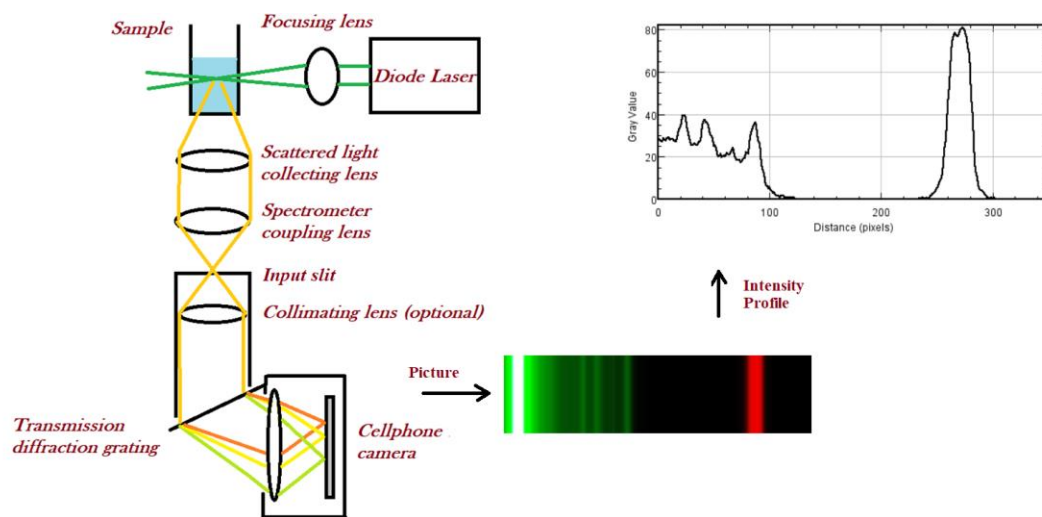 Sample
Focusing lens
Diode Laser
Scattered light
collecting lens
Spectrometer
coupling lens
Input slit
Collimating lens (optional)
Transmission
diffraction grating
Cellphone
camera
Picture
Intensity
Profile
80
60
40
20
0
Gray Value
0
100
200
300
Distance (pixels)